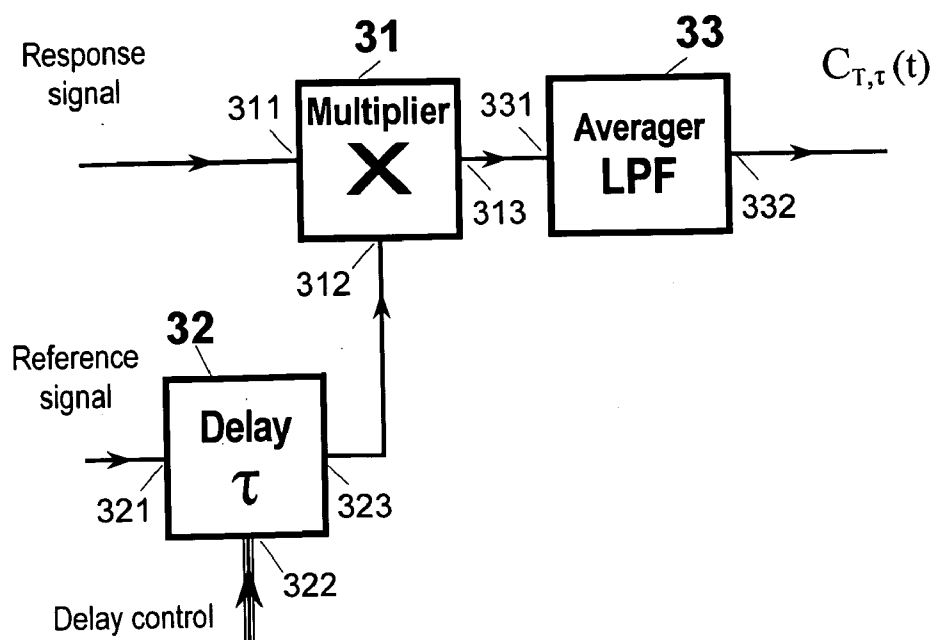 31
33
Response
signal
C_T,τ(t)
311
Multiplier
X
313
331
Averager
LPF
332
312
32
Reference
signal
Delay
τ
321
323
322
Delay control